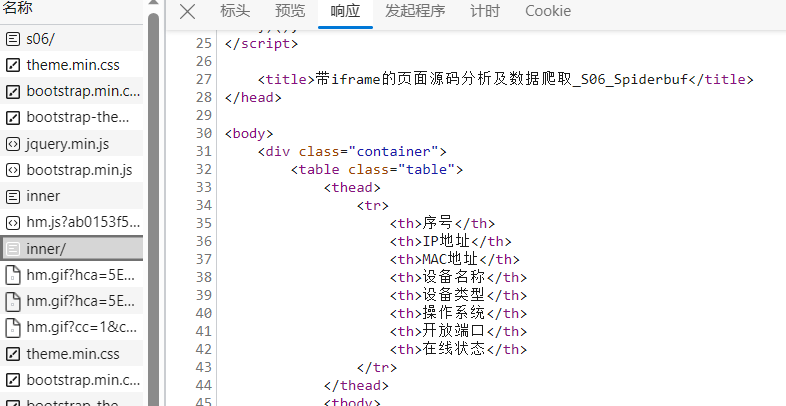 名称
标头 预览 响应 发起程序 计时 Cookie
s06/
theme.min.css
bootstrap.min.c...
bootstrap-the...
jquery.min.js
bootstrap.min.js
inner
hm.js?ab0153f5...
inner/
hm.gif?hca=5E...
hm.gif?hca=5E...
hm.gif?cc=1&c...
theme.min.css
bootstrap.min.c...
25 </script>
26
27 <title>带iframe的页面源码分析及数据爬取_S06_Spiderbuf</title>
28 </head>
29
30 <body>
31 <div class="container">
32 <table class="table">
33 <thead>
34 <tr>
35 <th>序号</th>
36 <th>IP地址</th>
37 <th>MAC地址</th>
38 <th>设备名称</th>
39 <th>设备类型</th>
40 <th>操作系统</th>
41 <th>开放端口</th>
42 <th>在线状态</th>
43 </tr>
44 </thead>
45 <tbody>